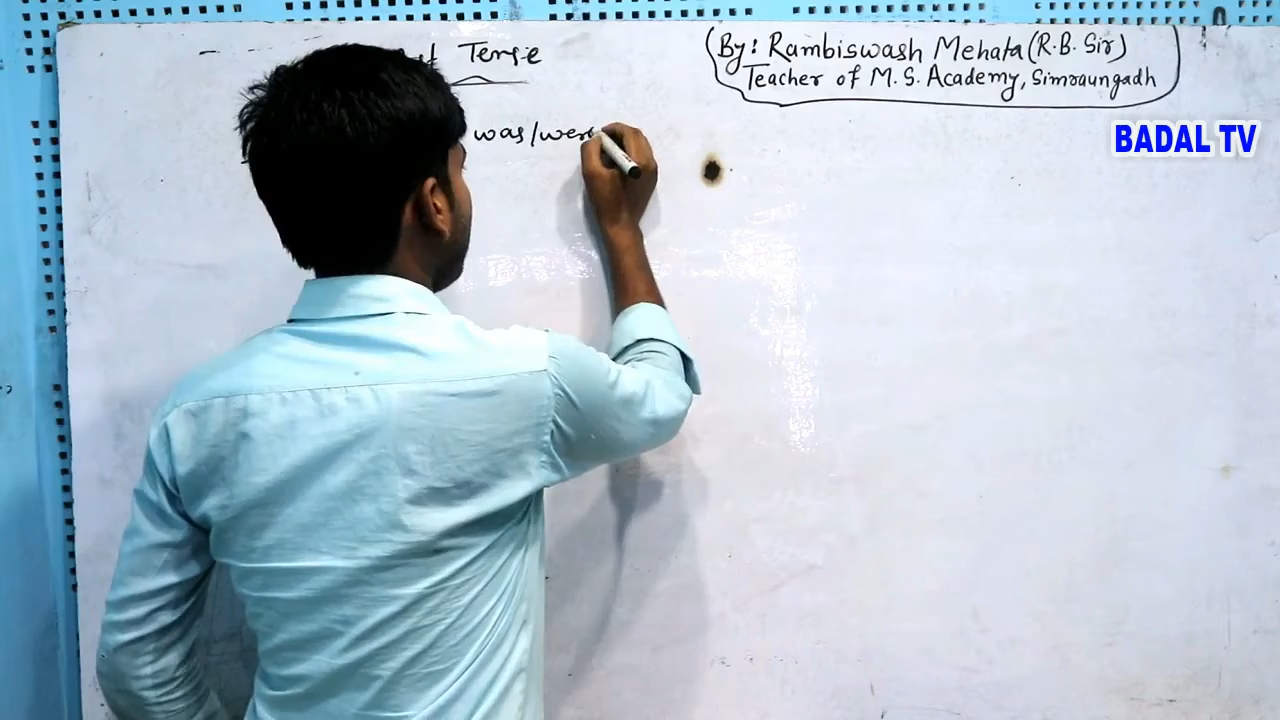 Tense
By: Rambiswash Mehata (R.B. Sir)
Teacher of M. S. Academy, Simraungadh
BADAL TV
was/were